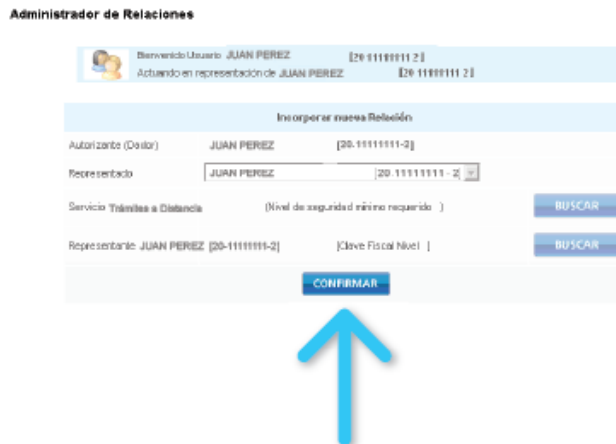 Administrador de Relaciones
Bienvenido Usuario JUAN PEREZ [20 11111111 2]
Actuando en representación de JUAN PEREZ [20 11111111 2]
Incorporar nueva Relación
Autorizante (Dador) JUAN PEREZ [20-11111111-2]
Representado JUAN PEREZ [20-11111111-2]
Servicio Trámites a Distancia (Nivel de seguridad mínimo requerido )
BUSCAR
Representante JUAN PEREZ [20-11111111-2] [Clave Fiscal Nivel ]
BUSCAR
CONFIRMAR